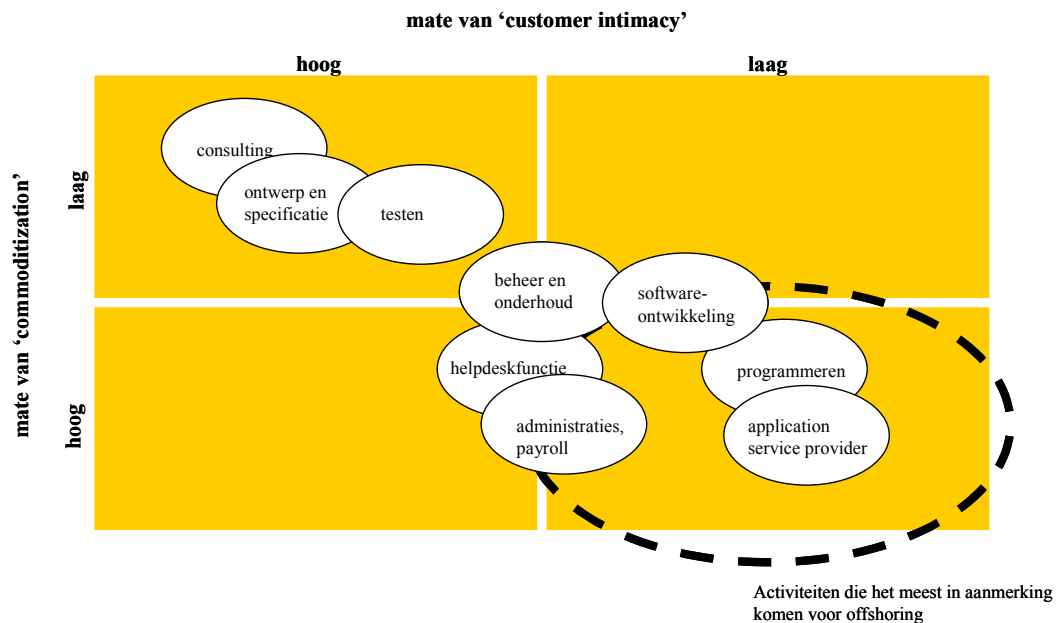 mate van ‘customer intimacy’
hoog
laag
mate van ‘commoditization’
laag
hoog
consulting
ontwerp en
specificatie
testen
beheer en
onderhoud
software-
ontwikkeling
helpdeskfunctie
programmeren
administraties,
payroll
application
service provider
Activiteiten die het meest in aanmerking
komen voor offshoring